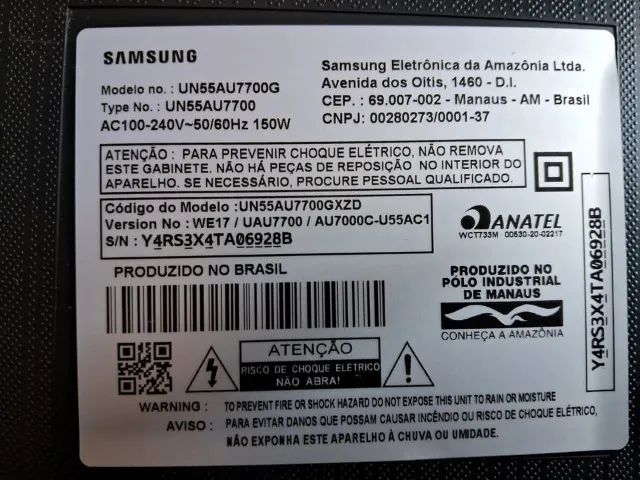 SAMSUNG
Modelo no. : UN55AU7700G
Type No. : UN55AU7700
AC100-240V~50/60Hz 150W
Samsung Eletrônica da Amazônia Ltda.
Avenida dos Oitis, 1460 - D.I.
CEP. : 69.007-002 - Manaus - AM - Brasil
CNPJ: 00280273/0001-37
ATENÇÃO : PARA PREVENIR CHOQUE ELÉTRICO, NÃO REMOVA
ESTE GABINETE. NÃO HÁ PEÇAS DE REPOSIÇÃO NO INTERIOR DO
APARELHO. SE NECESSÁRIO, PROCURE PESSOAL QUALIFICADO.
Código do Modelo:UN55AU7700GXZD
Version No : WE17 / UAU7700 / AU7000C-U55AC1
S/N : Y4RS3X4TA06928B
ANATEL
WCT733M 00630-20-02217
PRODUZIDO NO BRASIL
PRODUZIDO NO
PÓLO INDUSTRIAL
DE MANAUS
CONHEÇA A AMAZÔNIA
Y4RS3X4TA06928B
ATENÇÃO
RISCO DE CHOQUE ELETRICO
NÃO ABRA!
WARNING : TO PREVENT FIRE OR SHOCK HAZARD DO NOT EXPOSE THIS UNIT TO RAIN OR MOISTURE
AVISO : PARA EVITAR DANOS QUE POSSAM CAUSAR INCÊNDIO OU RISCO DE CHOQUE ELÉTRICO,
NÃO EXPONHA ESTE APARELHO À CHUVA OU UMIDADE.